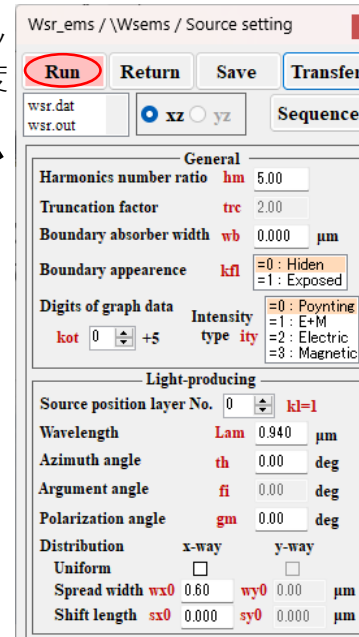 Wsr_ems / \Wsems / Source setting
Run Return Save Transfer
wsr.dat
wsr.out
xz yz Sequence
General
Harmonics number ratio hm 5.00
Truncation factor trc 2.00
Boundary absorber width wb 0.000 μm
Boundary appearence kfl
=0 : Hiden
=1 : Exposed
Digits of graph data
kot 0 +5
Intensity
type ity
=0 : Poynting
=1 : E+M
=2 : Electric
=3 : Magnetic
Light-producing
Source position layer No. 0 kl=1
Wavelength Lam 0.940 μm
Azimuth angle th 0.00 deg
Argument angle fi 0.00 deg
Polarization angle gm 0.00 deg
Distribution x-way y-way
Uniform
Spread width wx0 0.60 wy0 0.00 μm
Shift length sx0 0.000 sy0 0.000 μm